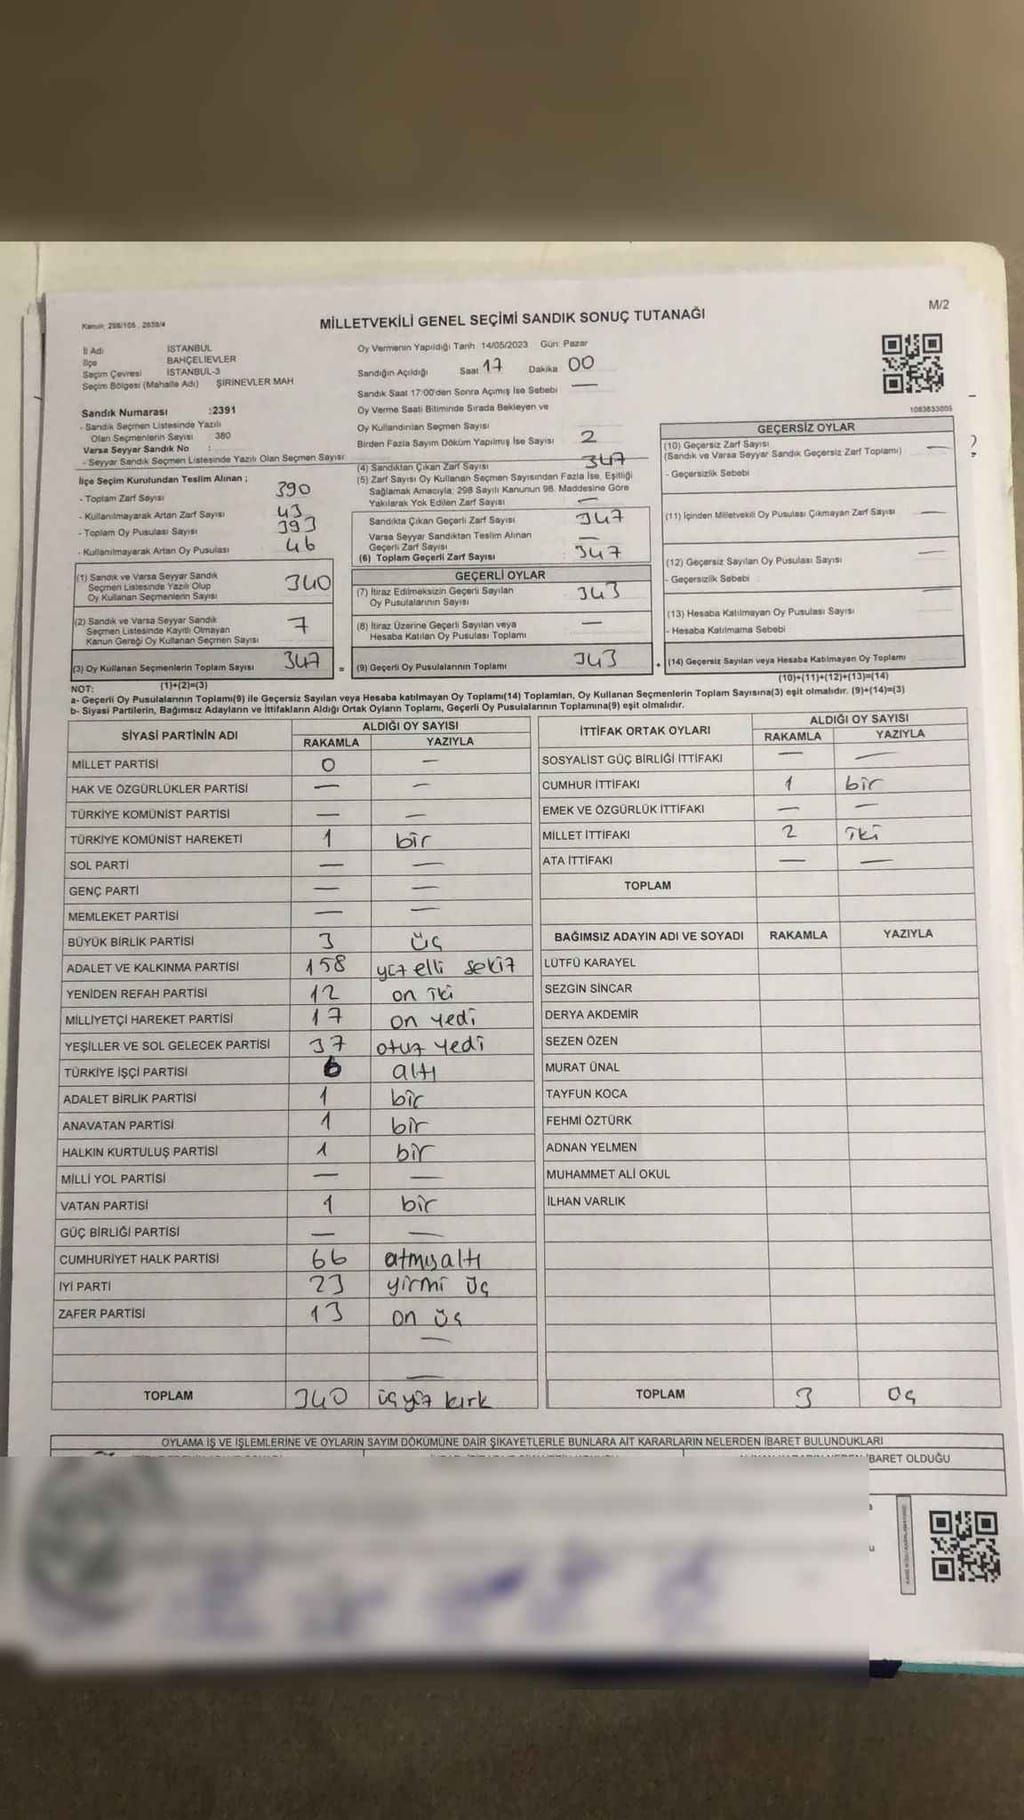 Kanun: 298/105 , 2839/4
M/2
MİLLETVEKİLİ GENEL SEÇİMİ SANDIK SONUÇ TUTANAĞI
İl Adı İSTANBUL
İlçe BAHÇELİEVLER
Seçim Çevresi İSTANBUL-3
Seçim Bölgesi (Mahalle Adı) ŞİRİNEVLER MAH
Sandık Numarası :2391
- Sandık Seçmen Listesinde Yazılı
Olan Seçmenlerin Sayısı 380
Varsa Seyyar Sandık No :
- Seyyar Sandık Seçmen Listesinde Yazılı Olan Seçmen Sayısı
Oy Vermenin Yapıldığı Tarih 14/05/2023 Gün: Pazar
Sandığın Açıldığı Saat 17 Dakika 00
Sandık Saat 17:00'den Sonra Açımış İse Sebebi —
Oy Verme Saati Bitiminde Sırada Bekleyen ve
Oy Kullandırılan Seçmen Sayısı
Birden Fazla Sayım Döküm Yapılmış İse Sayısı 2
İlçe Seçim Kurulundan Teslim Alınan ;
- Toplam Zarf Sayısı 390
- Kullanılmayarak Artan Zarf Sayısı 43
- Toplam Oy Pusulası Sayısı 393
- Kullanılmayarak Artan Oy Pusulası 46
(1) Sandık ve Varsa Seyyar Sandık
Seçmen Listesinde Yazılı Olup
Oy Kullanan Seçmenlerin Sayısı 340
(2) Sandık ve Varsa Seyyar Sandık
Seçmen Listesinde Kayıtlı Olmayan
Kanun Gereği Oy Kullanan Seçmen Sayısı 7
(3) Oy Kullanan Seçmenlerin Toplam Sayısı 347
(1)+(2)=(3)
(4) Sandıktan Çıkan Zarf Sayısı 347
(5) Zarf Sayısı Oy Kullanan Seçmen Sayısından Fazla İse, Eşitliği
Sağlamak Amacıyla, 298 Sayılı Kanunun 98. Maddesine Göre
Yakılarak Yok Edilen Zarf Sayısı —
Sandıkta Çıkan Geçerli Zarf Sayısı 347
Varsa Seyyar Sandıktan Teslim Alınan
Geçerli Zarf Sayısı —
(6) Toplam Geçerli Zarf Sayısı 347
GEÇERLİ OYLAR
(7) İtiraz Edilmeksizin Geçerli Sayılan
Oy Pusulalarının Sayısı 343
(8) İtiraz Üzerine Geçerli Sayılan veya
Hesaba Katılan Oy Pusulası Toplamı —
= (9) Geçerli Oy Pusulalarının Toplamı 343
1083833005
GEÇERSİZ OYLAR
(10) Geçersiz Zarf Sayısı —
(Sandık ve Varsa Seyyar Sandık Geçersiz Zarf Toplamı)
- Geçersizlik Sebebi
(11) İçinden Milletvekili Oy Pusulası Çıkmayan Zarf Sayısı —
(12) Geçersiz Sayılan Oy Pusulası Sayısı —
- Geçersizlik Sebebi
(13) Hesaba Katılmayan Oy Pusulası Sayısı —
- Hesaba Katılmama Sebebi
+ (14) Geçersiz Sayılan veya Hesaba Katılmayan Oy Toplamı —
(10)+(11)+(12)+(13)=(14)
NOT:
a- Geçerli Oy Pusulalarının Toplamı(9) ile Geçersiz Sayılan veya Hesaba katılmayan Oy Toplamı(14) Toplamları, Oy Kullanan Seçmenlerin Toplam Sayısına(3) eşit olmalıdır. (9)+(14)=(3)
b- Siyasi Partilerin, Bağımsız Adayların ve İttifakların Aldığı Ortak Oyların Toplamı, Geçerli Oy Pusulalarının Toplamına(9) eşit olmalıdır.
SİYASİ PARTİNİN ADI ALDIĞI OY SAYISI
RAKAMLA YAZIYLA
MİLLET PARTİSİ 0 —
HAK VE ÖZGÜRLÜKLER PARTİSİ — —
TÜRKİYE KOMÜNİST PARTİSİ — —
TÜRKİYE KOMÜNİST HAREKETİ 1 bir
SOL PARTİ — —
GENÇ PARTİ — —
MEMLEKET PARTİSİ — —
BÜYÜK BİRLİK PARTİSİ 3 üç
ADALET VE KALKINMA PARTİSİ 158 yüz elli sekiz
YENİDEN REFAH PARTİSİ 12 on iki
MİLLİYETÇİ HAREKET PARTİSİ 17 on yedi
YEŞİLLER VE SOL GELECEK PARTİSİ 37 otuz yedi
TÜRKİYE İŞÇİ PARTİSİ 6 altı
ADALET BİRLİK PARTİSİ 1 bir
ANAVATAN PARTİSİ 1 bir
HALKIN KURTULUŞ PARTİSİ 1 bir
MİLLİ YOL PARTİSİ — —
VATAN PARTİSİ 1 bir
GÜÇ BİRLİĞİ PARTİSİ — —
CUMHURİYET HALK PARTİSİ 66 atmışaltı
İYİ PARTİ 23 yirmi üç
ZAFER PARTİSİ 13 on üç
—
—
TOPLAM 340 üçyüz kırk
İTTİFAK ORTAK OYLARI ALDIĞI OY SAYISI
RAKAMLA YAZIYLA
SOSYALİST GÜÇ BİRLİĞİ İTTİFAKI — —
CUMHUR İTTİFAKI 1 bir
EMEK VE ÖZGÜRLÜK İTTİFAKI — —
MİLLET İTTİFAKI 2 iki
ATA İTTİFAKI — —
TOPLAM
BAĞIMSIZ ADAYIN ADI VE SOYADI RAKAMLA YAZIYLA
LÜTFÜ KARAYEL
SEZGİN SİNCAR
DERYA AKDEMİR
SEZEN ÖZEN
MURAT ÜNAL
TAYFUN KOCA
FEHMİ ÖZTÜRK
ADNAN YELMEN
MUHAMMET ALİ OKUL
İLHAN VARLIK
TOPLAM 3 üç
OYLAMA İŞ VE İŞLEMLERİNE VE OYLARIN SAYIM DÖKÜMÜNE DAİR ŞİKAYETLERLE BUNLARA AİT KARARLARIN NELERDEN İBARET BULUNDUKLARI
İBARET OLDUĞU